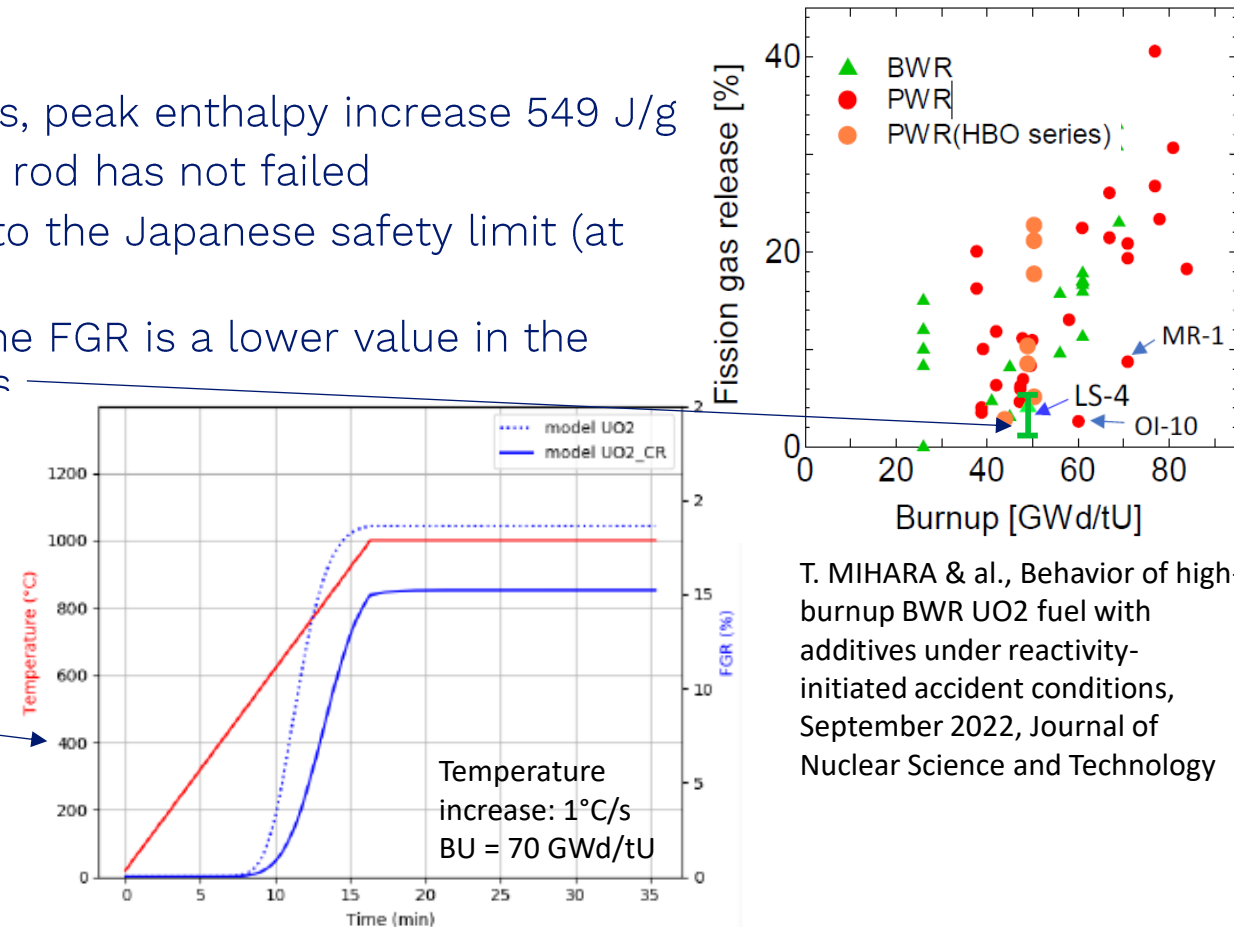 s, peak enthalpy increase 549 J/g
rod has not failed
to the Japanese safety limit (at
ne FGR is a lower value in the
s
Fission gas release [%]
40
20
0
BWR
PWR
PWR(HBO series)
MR-1
LS-4
OI-10
0 20 40 60 80
Burnup [GWd/tU]
T. MIHARA & al., Behavior of high-
burnup BWR UO2 fuel with
additives under reactivity-
initiated accident conditions,
September 2022, Journal of
Nuclear Science and Technology
model UO2
model UO2_CR
Temperature (°C)
1200
1000
800
600
400
200
0
2
2
15
10
5
0
FGR (%)
Temperature
increase: 1°C/s
BU = 70 GWd/tU
0 5 10 15 20 25 30 35
Time (min)